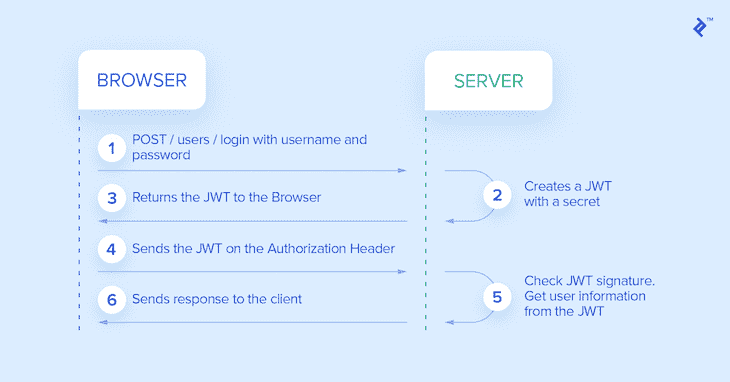 TM
BROWSER
SERVER
1
POST / users / login with username and
password
2
Creates a JWT
with a secret
3
Returns the JWT to the Browser
4
Sends the JWT on the Authorization Header
5
Check JWT signature.
Get user information
from the JWT
6
Sends response to the client